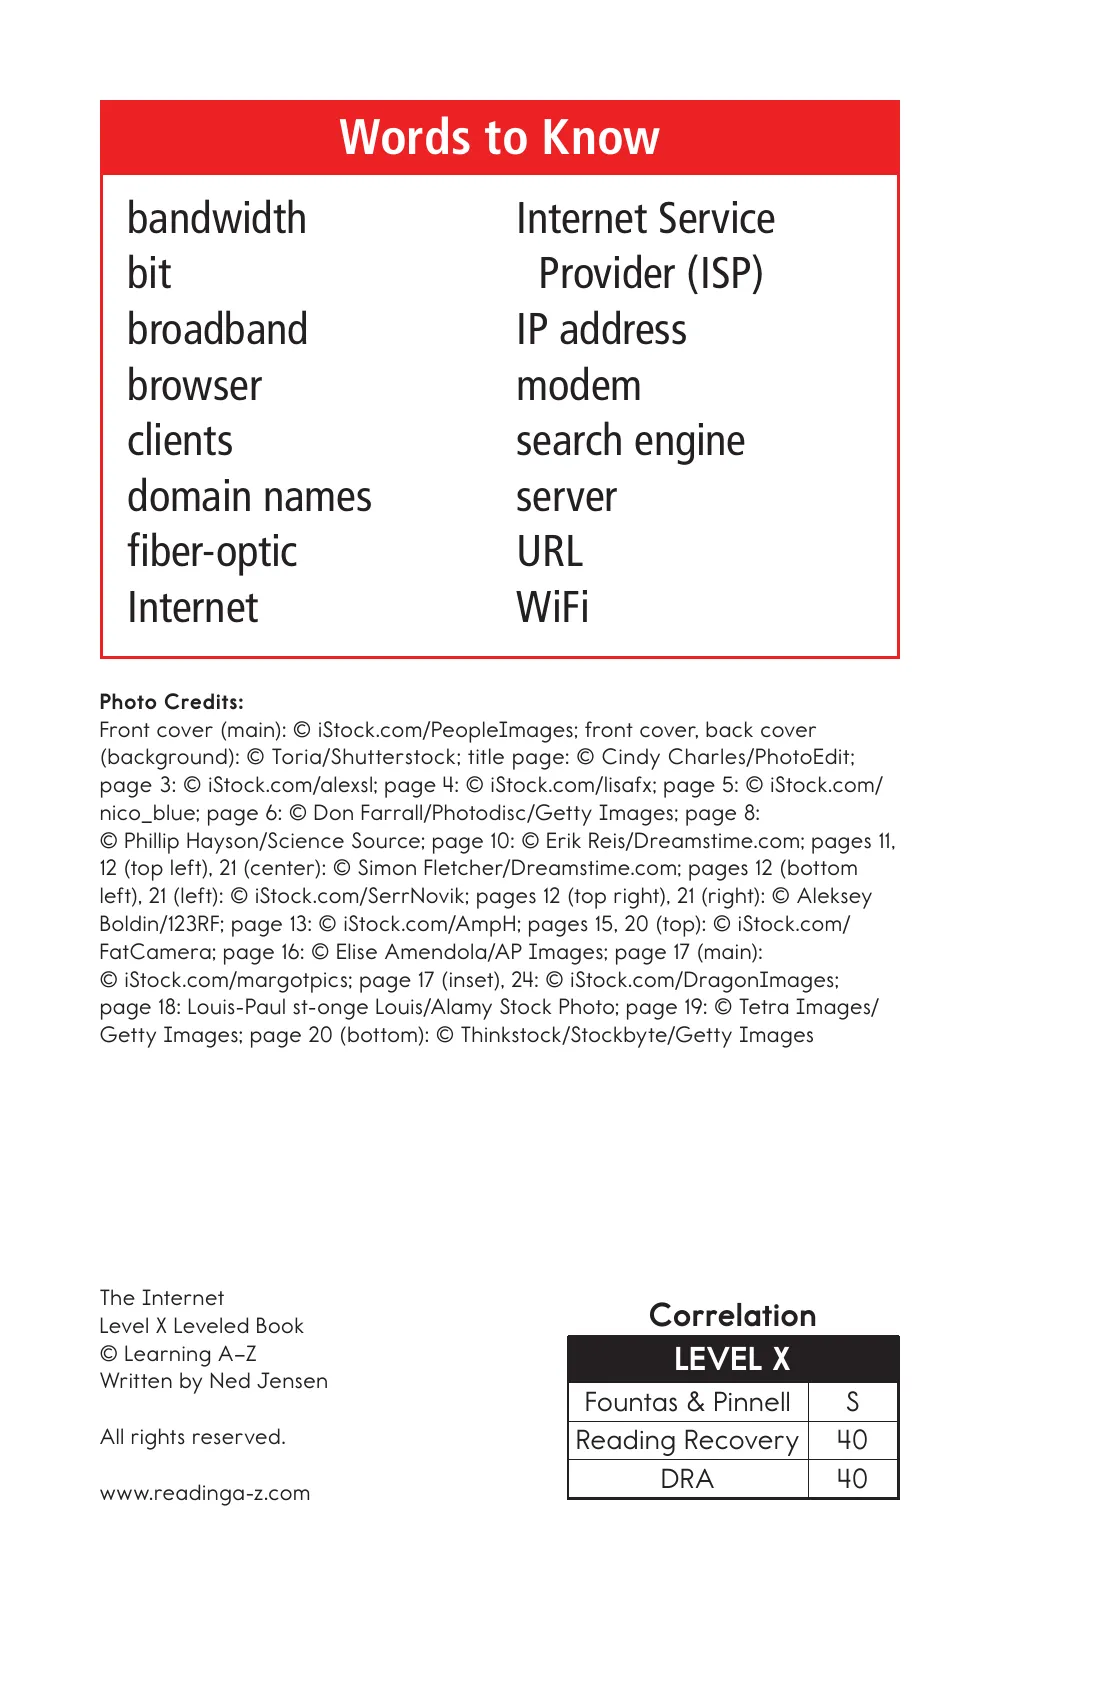 Words to Know
bandwidth
bit
broadband
browser
clients
domain names
fiber-optic
Internet
Internet Service
Provider (ISP)
IP address
modem
search engine
server
URL
WiFi
Photo Credits:
Front cover (main): © iStock.com/PeopleImages; front cover, back cover
(background): © Toria/Shutterstock; title page: © Cindy Charles/PhotoEdit;
page 3: © iStock.com/alexsl; page 4: © iStock.com/lisafx; page 5: © iStock.com/
nico_blue; page 6: © Don Farrall/Photodisc/Getty Images; page 8:
© Phillip Hayson/Science Source; page 10: © Erik Reis/Dreamstime.com; pages 11,
12 (top left), 21 (center): © Simon Fletcher/Dreamstime.com; pages 12 (bottom
left), 21 (left): © iStock.com/SerrNovik; pages 12 (top right), 21 (right): © Aleksey
Boldin/123RF; page 13: © iStock.com/AmpH; pages 15, 20 (top): © iStock.com/
FatCamera; page 16: © Elise Amendola/AP Images; page 17 (main):
© iStock.com/margotpics; page 17 (inset), 24: © iStock.com/DragonImages;
page 18: Louis-Paul st-onge Louis/Alamy Stock Photo; page 19: © Tetra Images/
Getty Images; page 20 (bottom): © Thinkstock/Stockbyte/Getty Images
The Internet
Level X Leveled Book
© Learning A–Z
Written by Ned Jensen
All rights reserved.
www.readinga-z.com
Correlation
LEVEL X
Fountas & Pinnell S
Reading Recovery 40
DRA 40